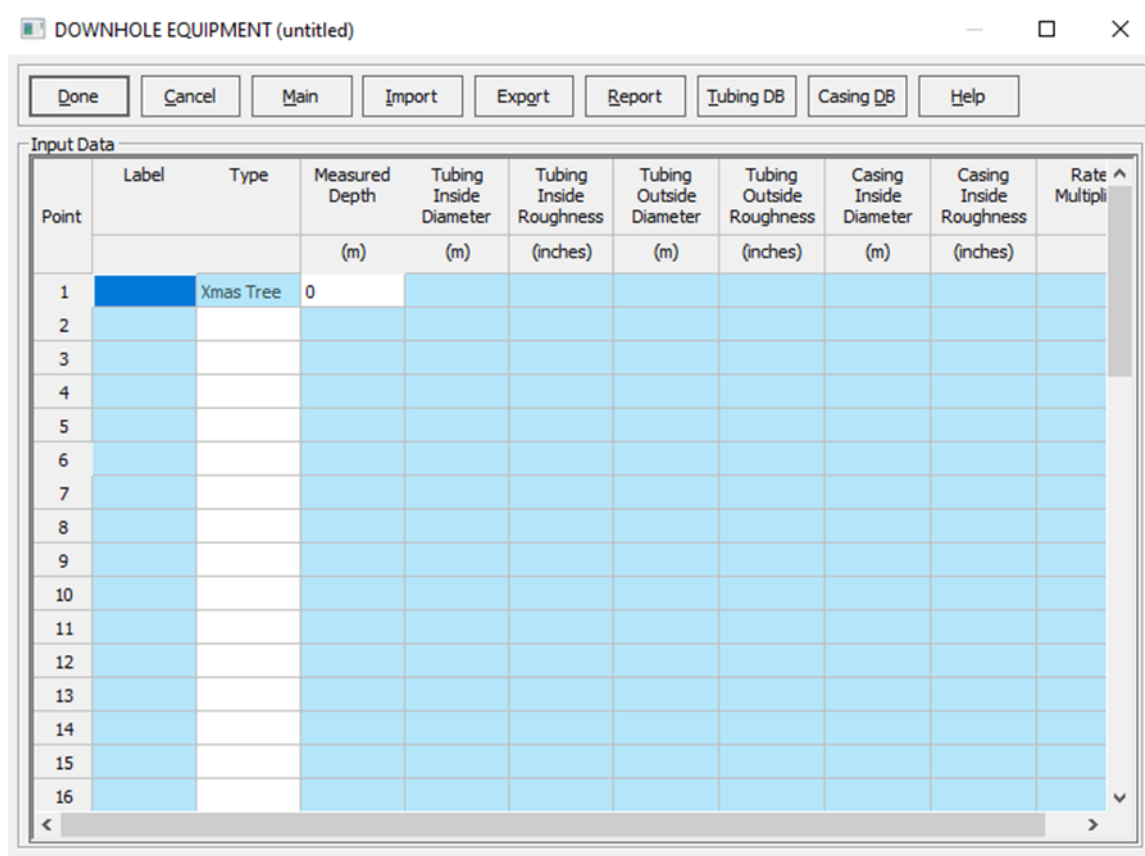 DOWNHOLE EQUIPMENT (untitled)
Done Cancel Main Import Export Report Tubing DB Casing DB Help
Input Data
Point Label Type Measured Depth Tubing Inside Diameter Tubing Inside Roughness Tubing Outside Diameter Tubing Outside Roughness Casing Inside Diameter Casing Inside Roughness Rate Multipli
(m) (m) (inches) (m) (inches) (m) (inches)
1 Xmas Tree 0
2
3
4
5
6
7
8
9
10
11
12
13
14
15
16